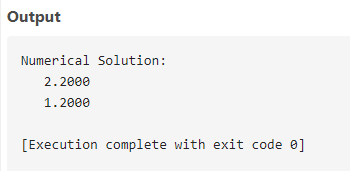 Output
Numerical Solution:
2.2000
1.2000
[Execution complete with exit code 0]